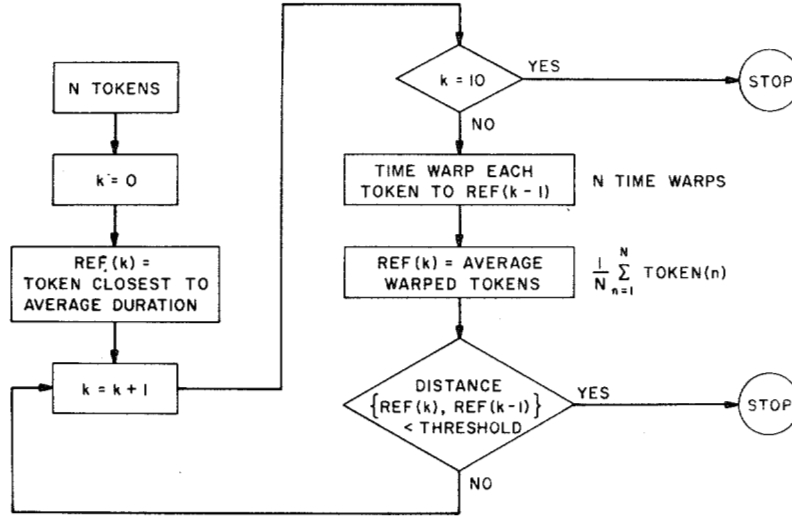 N TOKENS
k = 0
REF(k) =
TOKEN CLOSEST TO
AVERAGE DURATION
k = k + 1
k = 10
YES
STOP
NO
TIME WARP EACH
TOKEN TO REF(k-1)
N TIME WARPS
REF(k) = AVERAGE
WARPED TOKENS
1/N ∑_{n=1}^{N} TOKEN(n)
DISTANCE
{REF(k), REF(k-1)}
< THRESHOLD
YES
STOP
NO